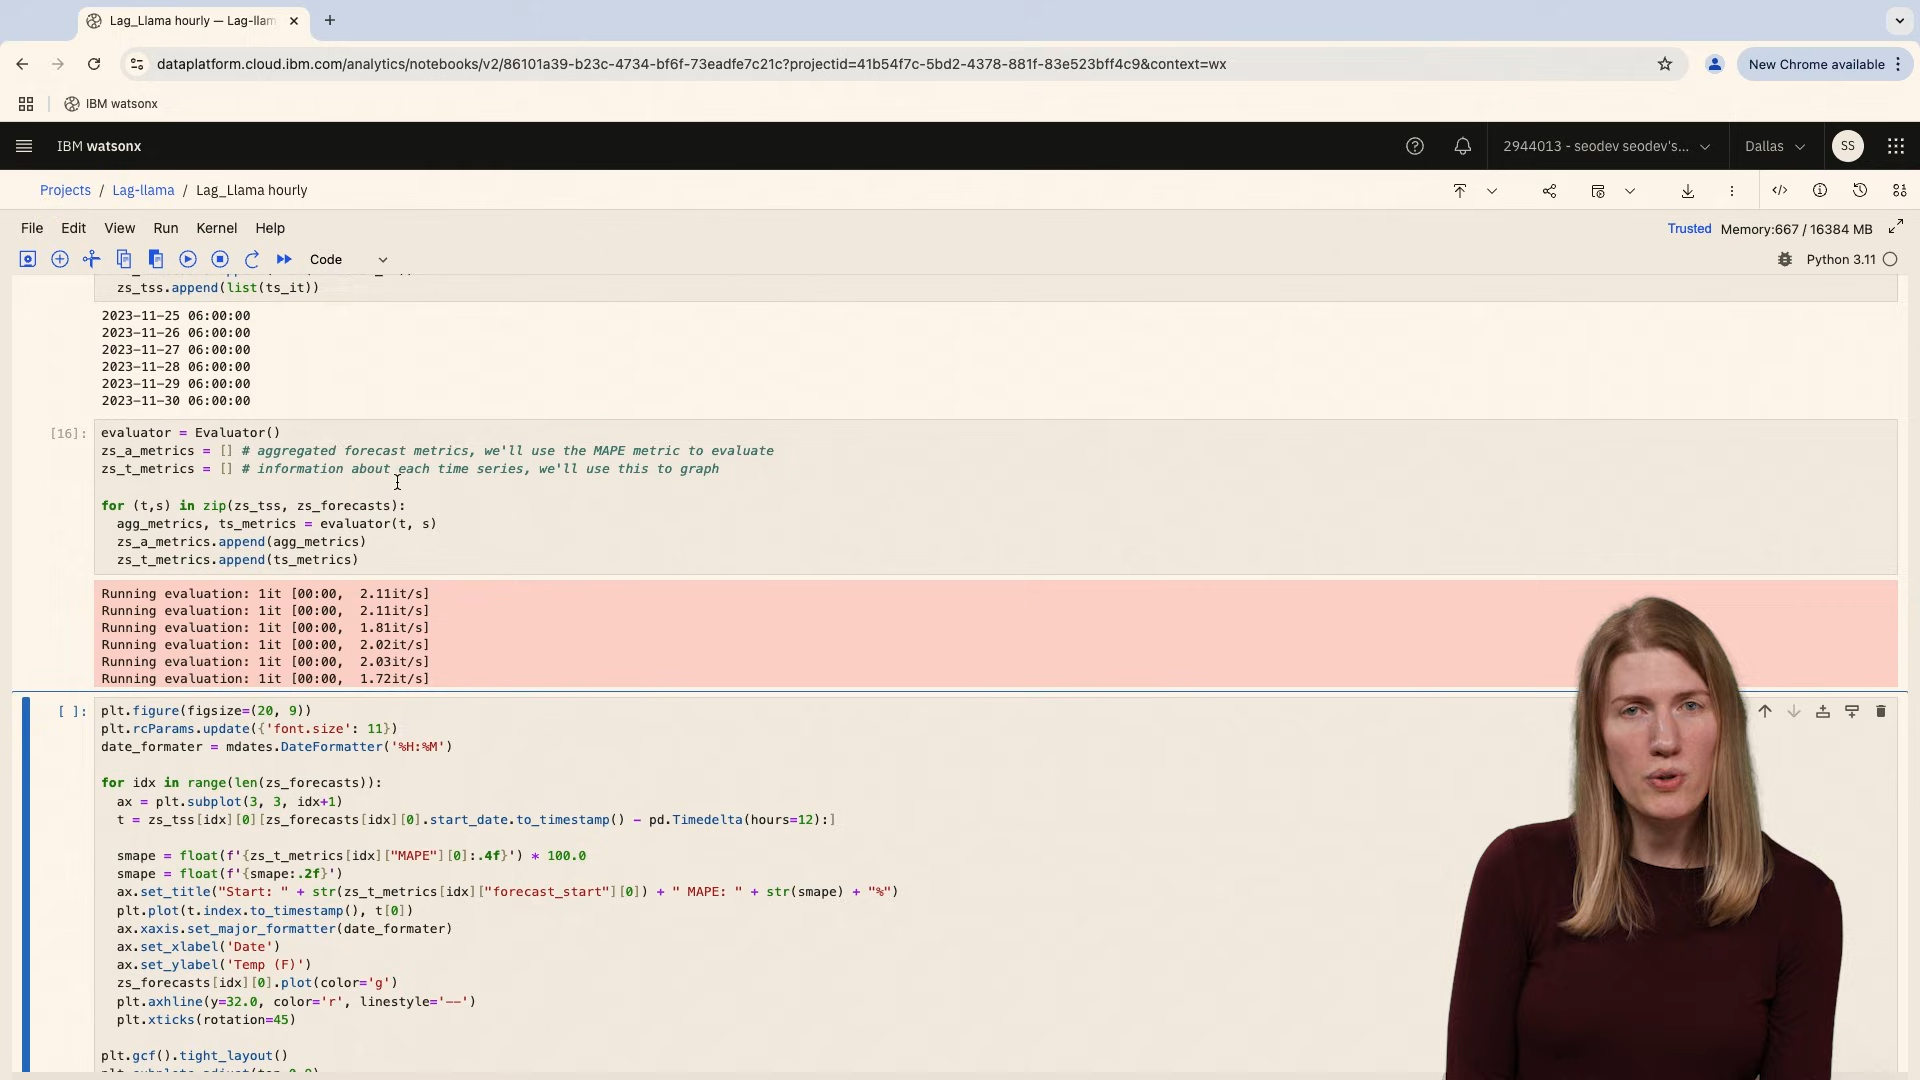 Lag_Llama hourly — Lag-llam
dataplatform.cloud.ibm.com/analytics/notebooks/v2/86101a39-b23c-4734-bf6f-73eadfe7c21c?projectid=41b54f7c-5bd2-4378-881f-83e523bff4c9&context=wx
New Chrome available
IBM watsonx
IBM watsonx
2944013 - seodev seodev's...
Dallas
SS
Projects / Lag-llama / Lag_Llama hourly
File Edit View Run Kernel Help
Trusted Memory:667 / 16384 MB
Code
Python 3.11
zs_tss.append(list(ts_it))
2023-11-25 06:00:00
2023-11-26 06:00:00
2023-11-27 06:00:00
2023-11-28 06:00:00
2023-11-29 06:00:00
2023-11-30 06:00:00
[16]: evaluator = Evaluator()
zs_a_metrics = [] # aggregated forecast metrics, we'll use the MAPE metric to evaluate
zs_t_metrics = [] # information about each time series, we'll use this to graph
for (t,s) in zip(zs_tss, zs_forecasts):
agg_metrics, ts_metrics = evaluator(t, s)
zs_a_metrics.append(agg_metrics)
zs_t_metrics.append(ts_metrics)
Running evaluation: 1it [00:00, 2.11it/s]
Running evaluation: 1it [00:00, 2.11it/s]
Running evaluation: 1it [00:00, 1.81it/s]
Running evaluation: 1it [00:00, 2.02it/s]
Running evaluation: 1it [00:00, 2.03it/s]
Running evaluation: 1it [00:00, 1.72it/s]
[ ]: plt.figure(figsize=(20, 9))
plt.rcParams.update({'font.size': 11})
date_formater = mdates.DateFormatter('%H:%M')
for idx in range(len(zs_forecasts)):
ax = plt.subplot(3, 3, idx+1)
t = zs_tss[idx][0][zs_forecasts[idx][0].start_date.to_timestamp() - pd.Timedelta(hours=12):]
smape = float(f'{zs_t_metrics[idx]["MAPE"][0]:.4f}') * 100.0
smape = float(f'{smape:.2f}')
ax.set_title("Start: " + str(zs_t_metrics[idx]["forecast_start"][0]) + " MAPE: " + str(smape) + "%")
plt.plot(t.index.to_timestamp(), t[0])
ax.xaxis.set_major_formatter(date_formater)
ax.set_xlabel('Date')
ax.set_ylabel('Temp (F)')
zs_forecasts[idx][0].plot(color='g')
plt.axhline(y=32.0, color='r', linestyle='--')
plt.xticks(rotation=45)
plt.gcf().tight_layout()